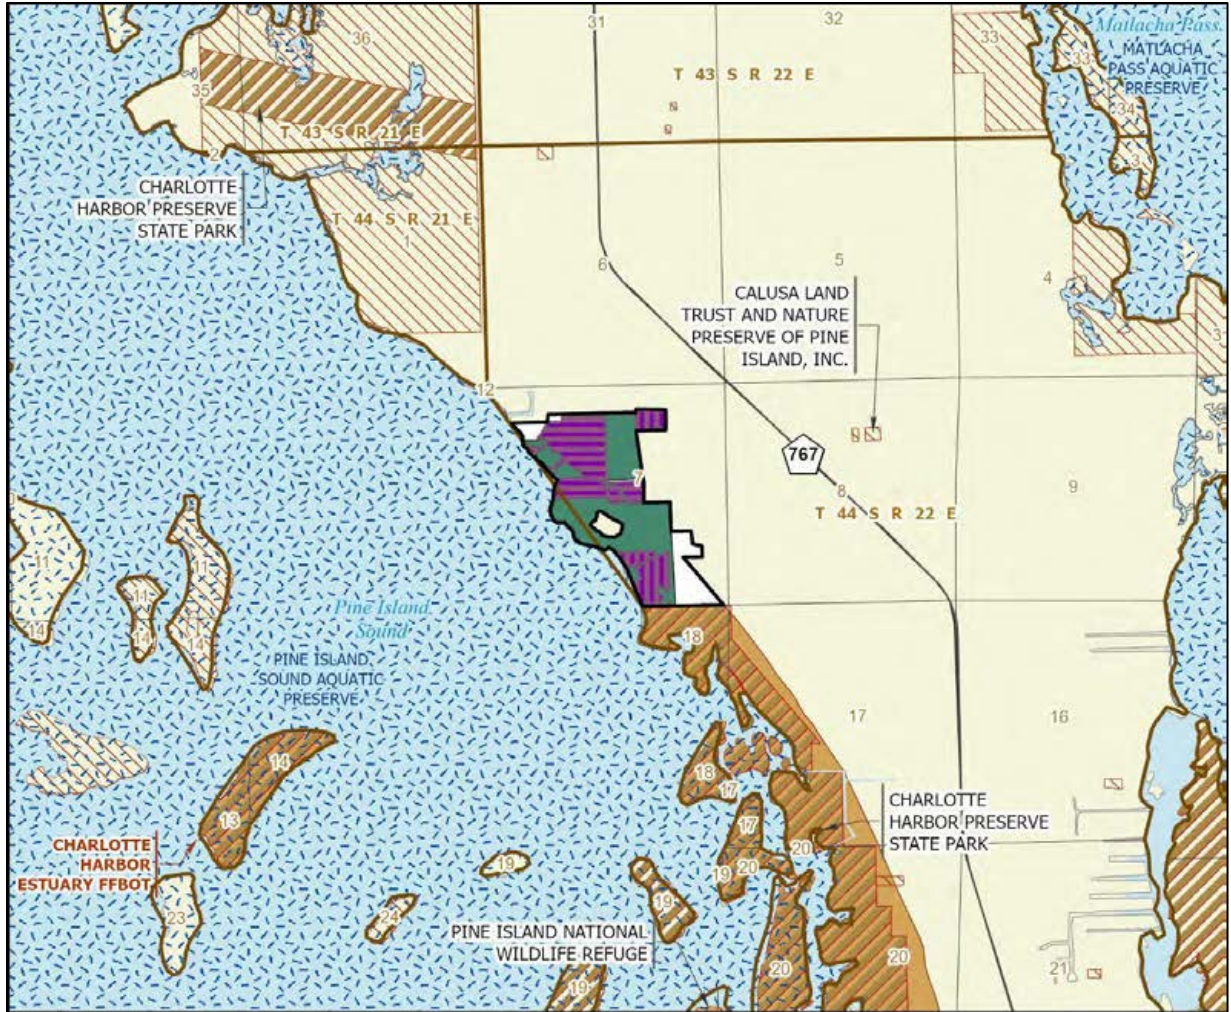 31
32
33
36
Matlacha Pass
MATLACHA
PASS AQUATIC
PRESERVE
33
34
3
T 43 S R 22 E
35
T 43 S R 21 E
2
CHARLOTTE
HARBOR PRESERVE
STATE PARK
T 44 S R 21 E
1
6
5
4
3
CALUSA LAND
TRUST AND NATURE
PRESERVE OF PINE
ISLAND, INC.
12
767
7
8
9
T 44 S R 22 E
11
14
11
14
14
14
Pine Island
Sound
PINE ISLAND
SOUND AQUATIC
PRESERVE
18
17
16
14
13
18
17
17
19
20
20
CHARLOTTE
HARBOR PRESERVE
STATE PARK
CHARLOTTE
HARBOR
ESTUARY FFBOT
23
24
19
19
PINE ISLAND NATIONAL
WILDLIFE REFUGE
19
20
20
21